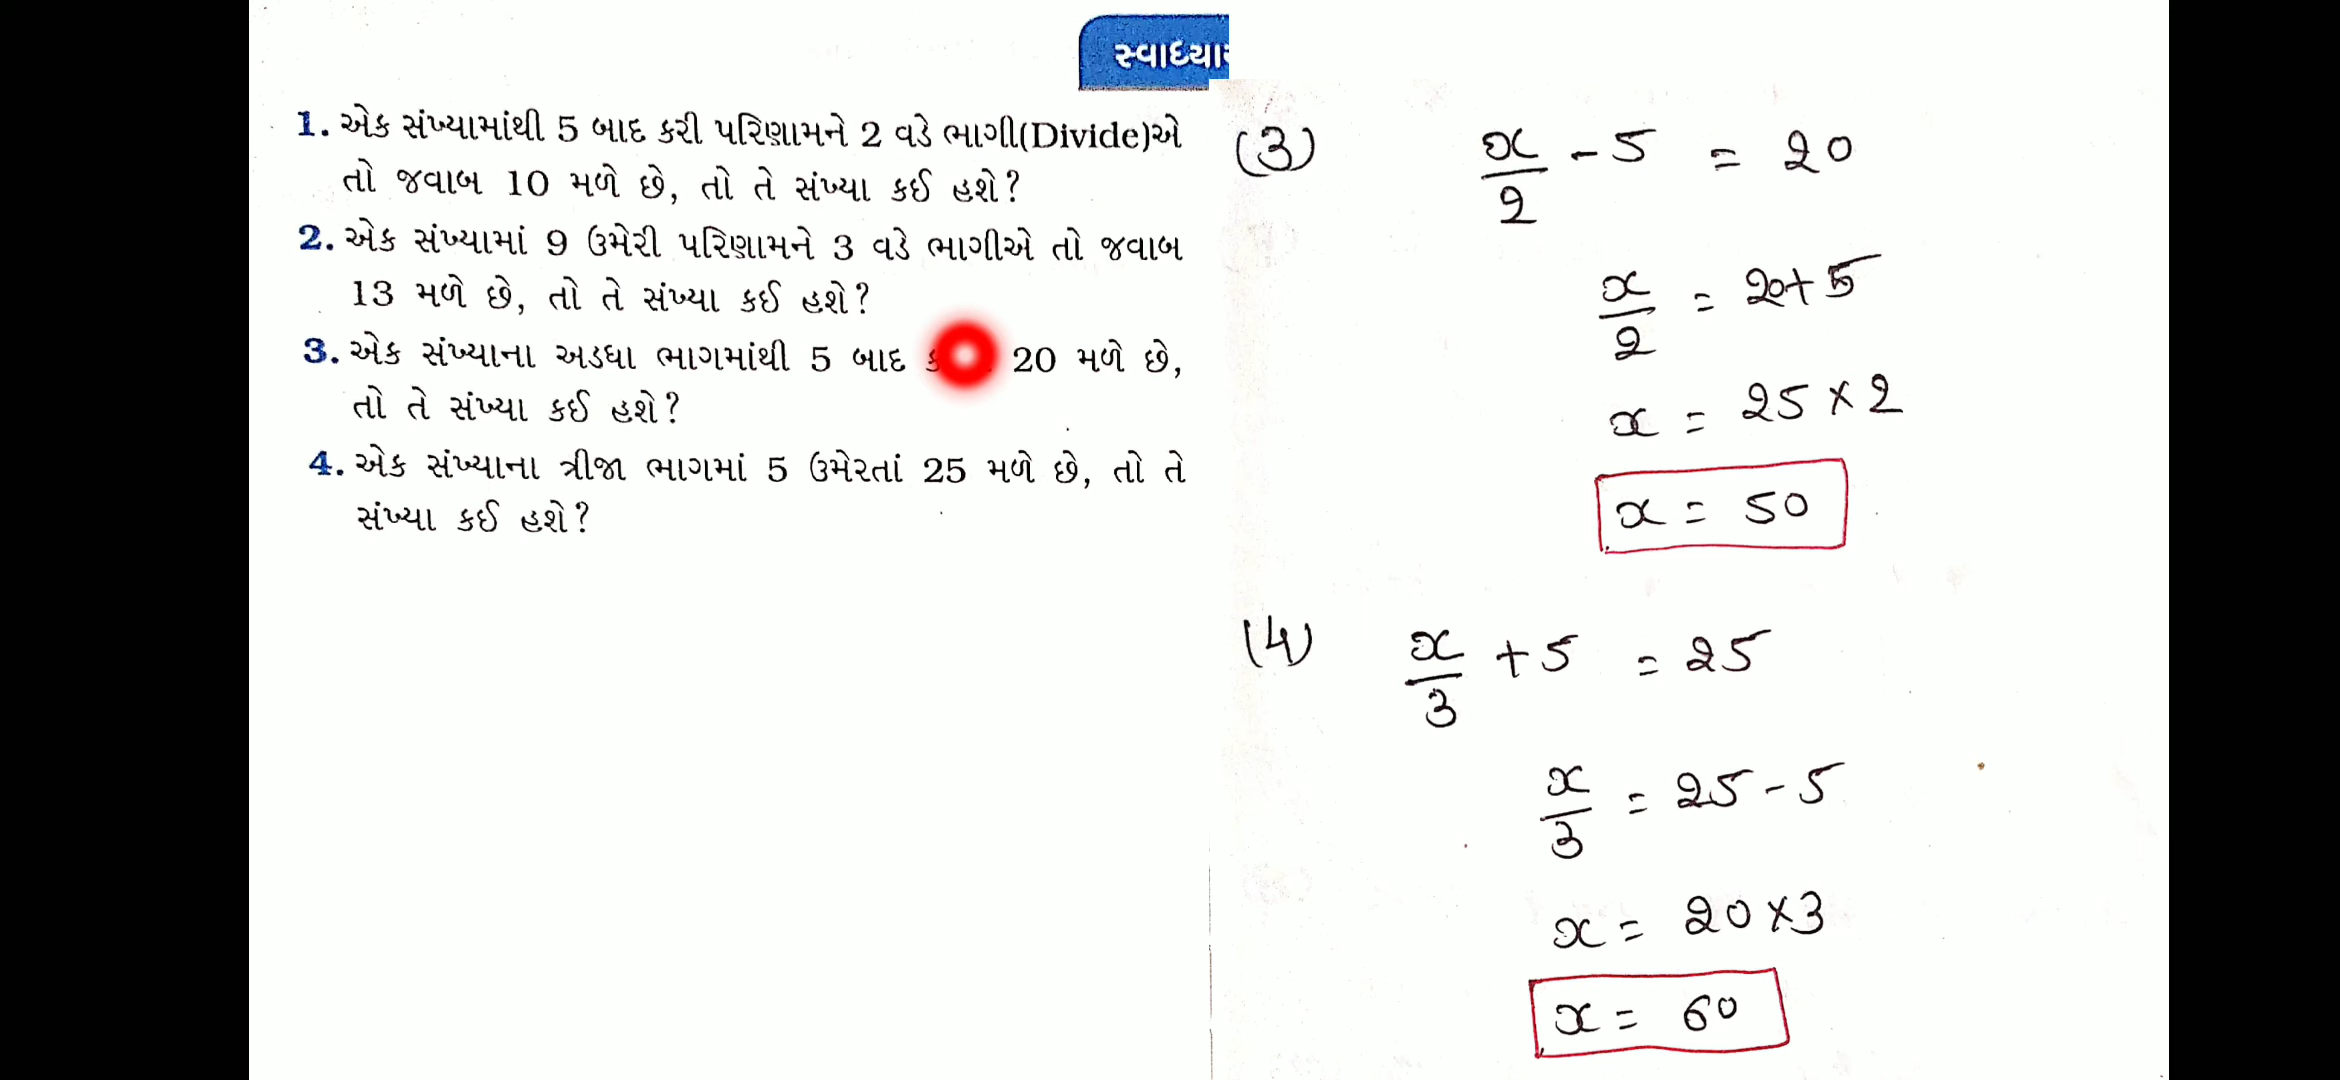 સ્વાધ્યાય
1. એક સંખ્યામાંથી 5 બાદ કરી પરિણામને 2 વડે ભાગી(Divide)એ
તો જવાબ 10 મળે છે, તો તે સંખ્યા કઈ હશે?
2. એક સંખ્યામાં 9 ઉમેરી પરિણામને 3 વડે ભાગીએ તો જવાબ
13 મળે છે, તો તે સંખ્યા કઈ હશે?
3. એક સંખ્યાના અડધા ભાગમાંથી 5 બાદ 20 મળે છે,
તો તે સંખ્યા કઈ હશે?
4. એક સંખ્યાના ત્રીજા ભાગમાં 5 ઉમેરતાં 25 મળે છે, તો તે
સંખ્યા કઈ હશે?
(3) x/2 - 5 = 20
x/2 = 20+5
x = 25 × 2
x = 50
(4) x/3 + 5 = 25
x/3 = 25 - 5
x = 20 × 3
x = 60